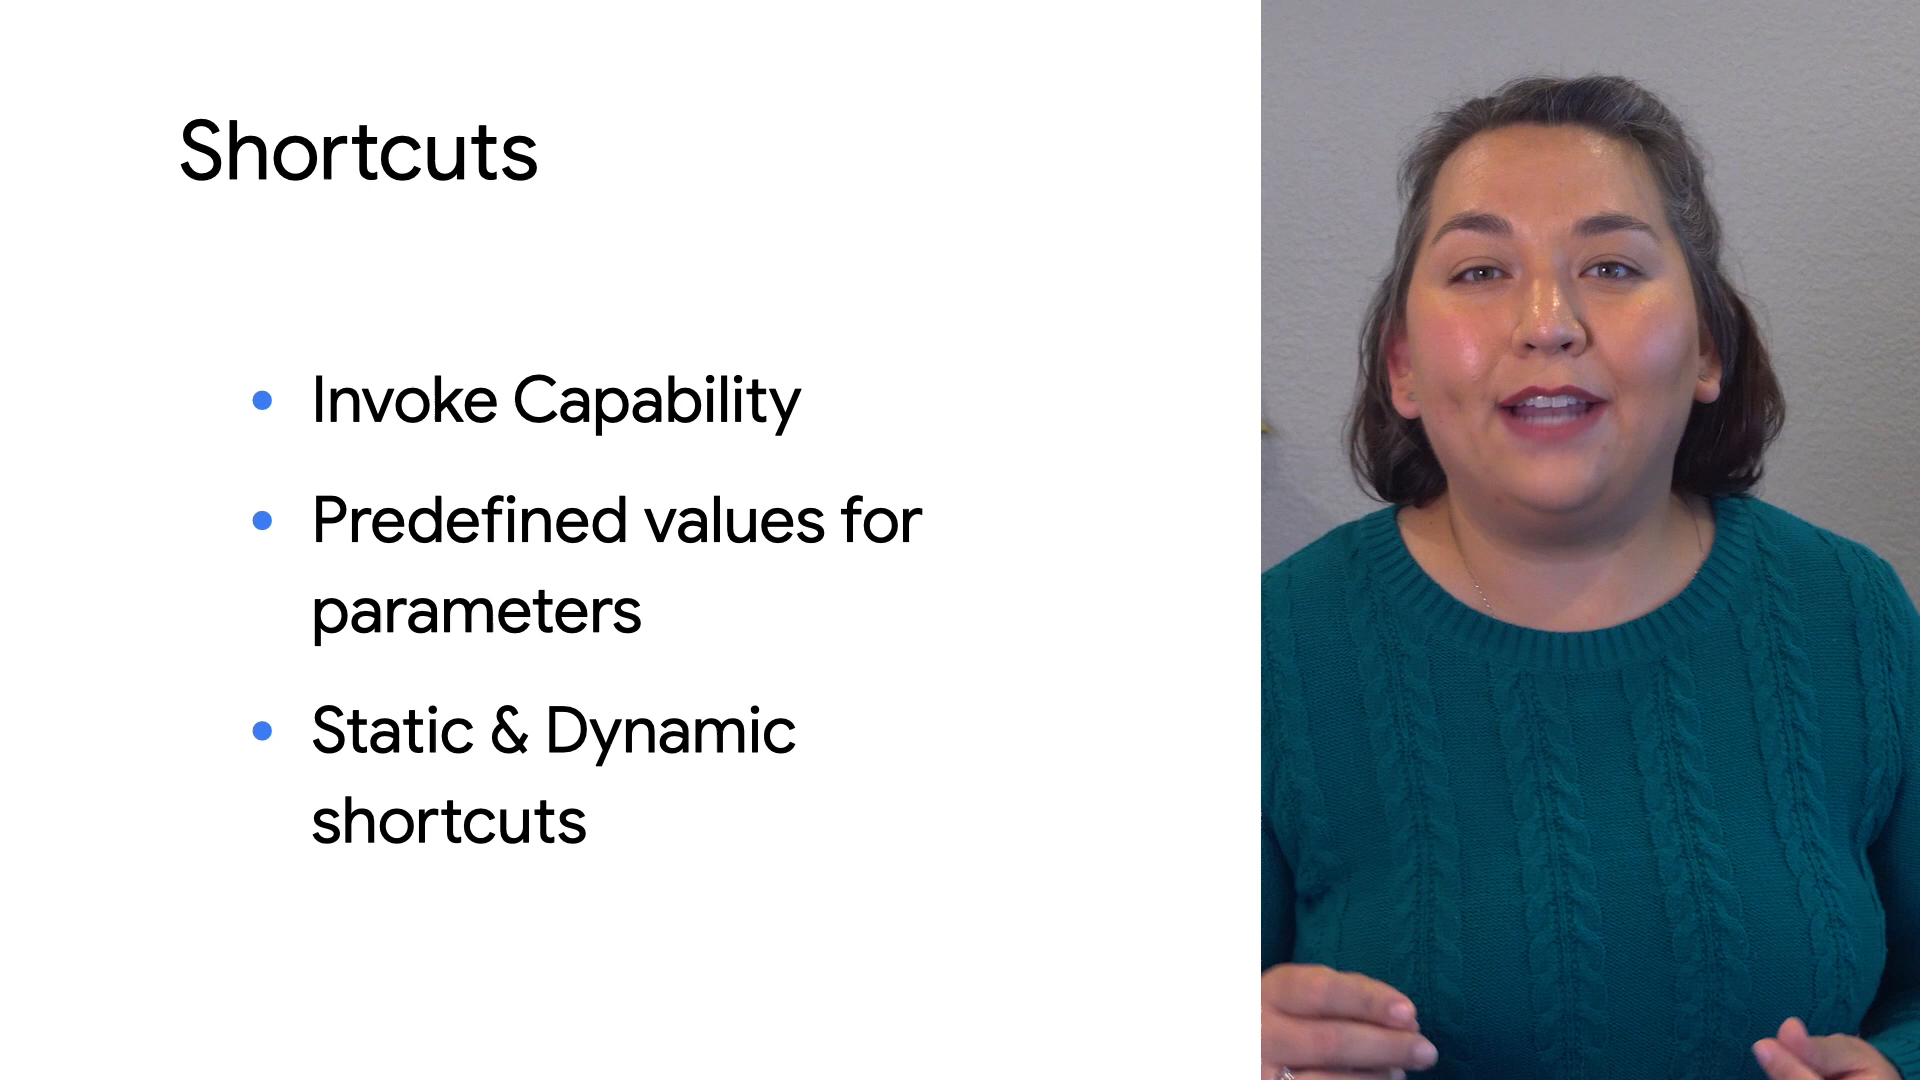 Shortcuts
Invoke Capability
Predefined values for
parameters
Static & Dynamic
shortcuts